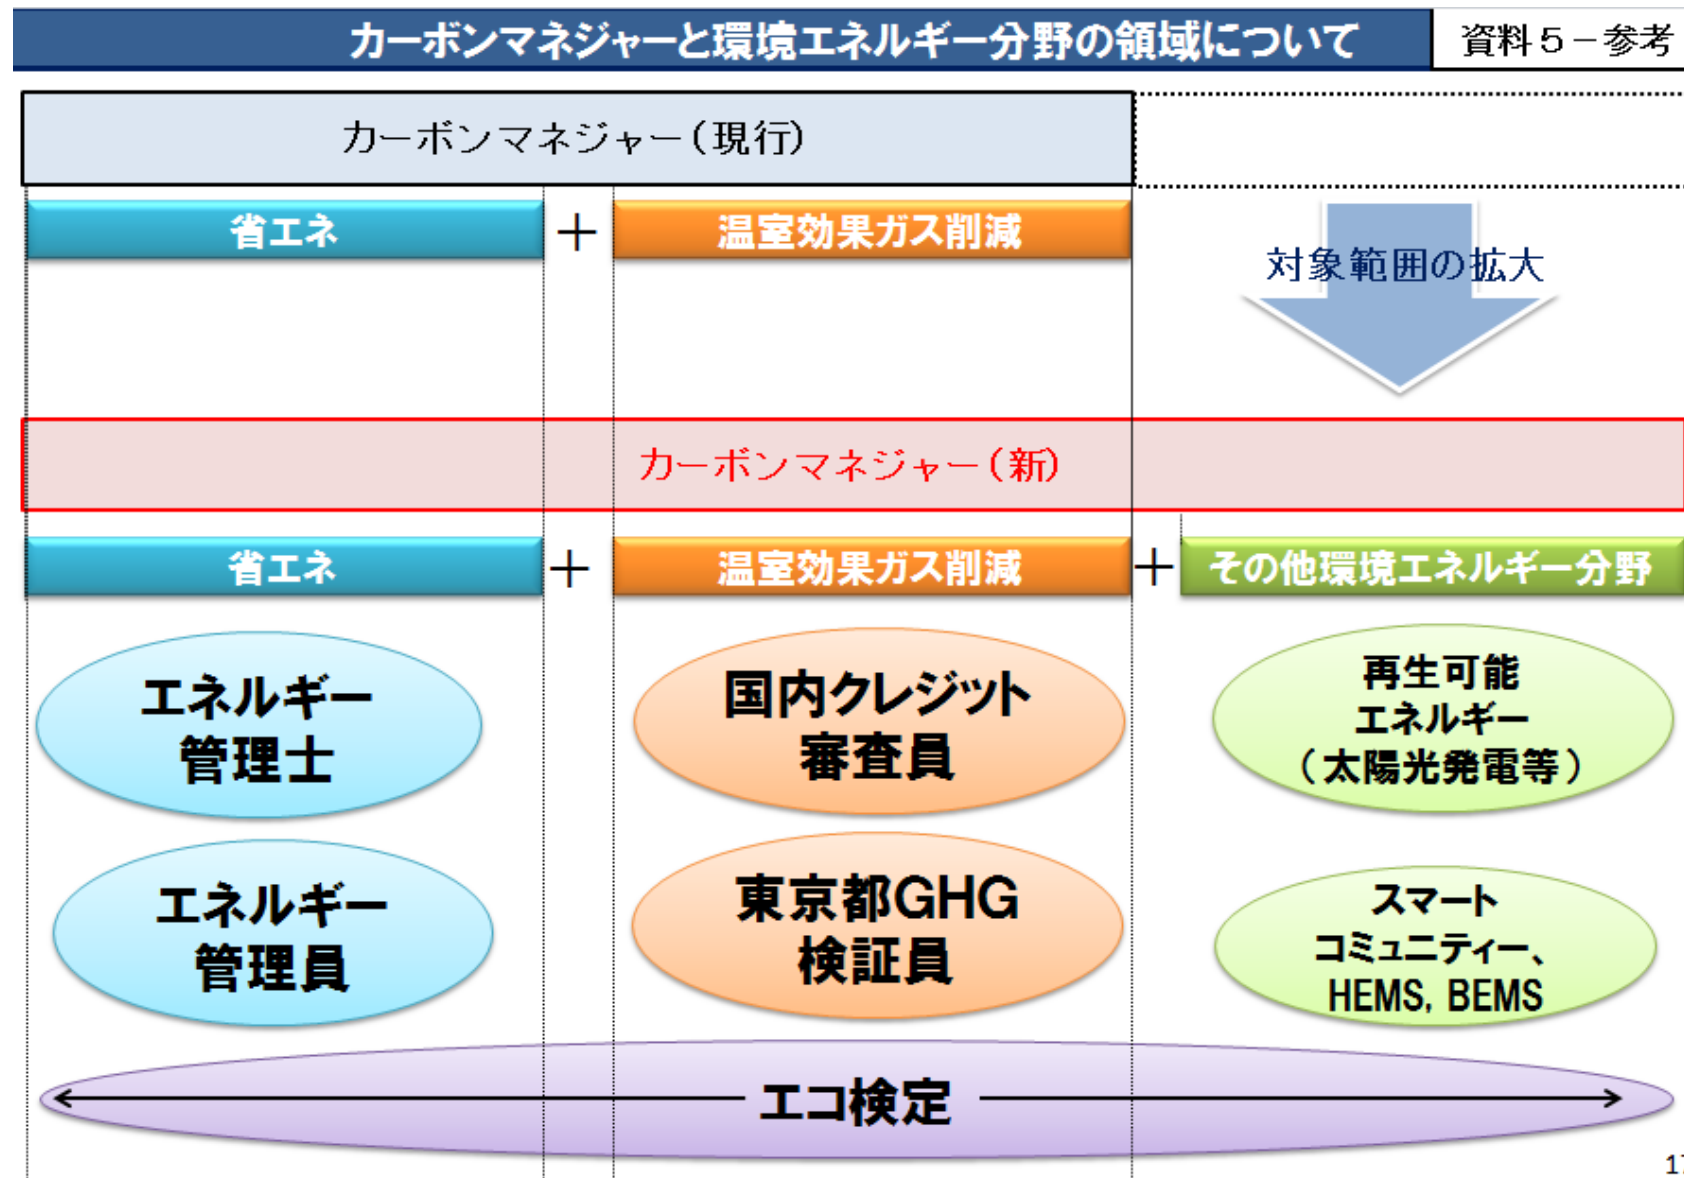 カーボンマネジャーと環境エネルギー分野の領域について
資料5－参考
カーボンマネジャー（現行）
省エネ
＋
温室効果ガス削減
対象範囲の拡大
カーボンマネジャー（新）
省エネ
＋
温室効果ガス削減
＋
その他環境エネルギー分野
エネルギー
管理士
国内クレジット
審査員
再生可能
エネルギー
（太陽光発電等）
エネルギー
管理員
東京都GHG
検証員
スマート
コミュニティー、
HEMS, BEMS
エコ検定
17